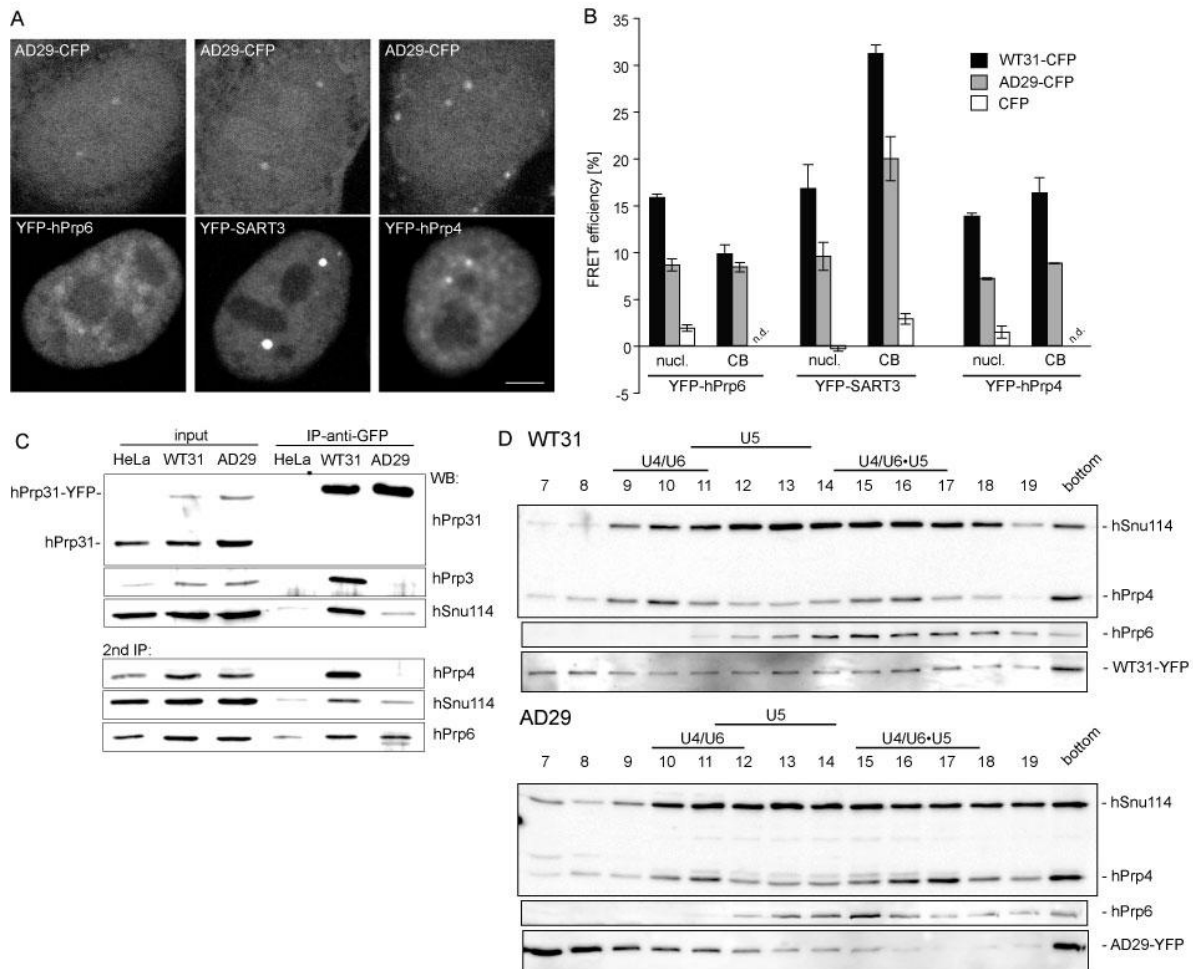 A
AD29-CFP AD29-CFP AD29-CFP
YFP-hPrp6 YFP-SART3 YFP-hPrp4
B
35
30
25
20
15
10
5
0
-5
FRET efficiency [%]
WT31-CFP
AD29-CFP
CFP
n.d. n.d.
nucl. CB nucl. CB nucl. CB
YFP-hPrp6 YFP-SART3 YFP-hPrp4
C
input IP-anti-GFP
HeLa WT31 AD29 HeLa WT31 AD29
WB:
hPrp31-YFP-
hPrp31
hPrp31-
hPrp3
hSnu114
2nd IP:
hPrp4
hSnu114
hPrp6
D WT31
U5
U4/U6 U4/U6•U5
7 8 9 10 11 12 13 14 15 16 17 18 19 bottom
- hSnu114
- hPrp4
- hPrp6
- WT31-YFP
AD29
U5
U4/U6 U4/U6•U5
7 8 9 10 11 12 13 14 15 16 17 18 19 bottom
- hSnu114
- hPrp4
- hPrp6
- AD29-YFP